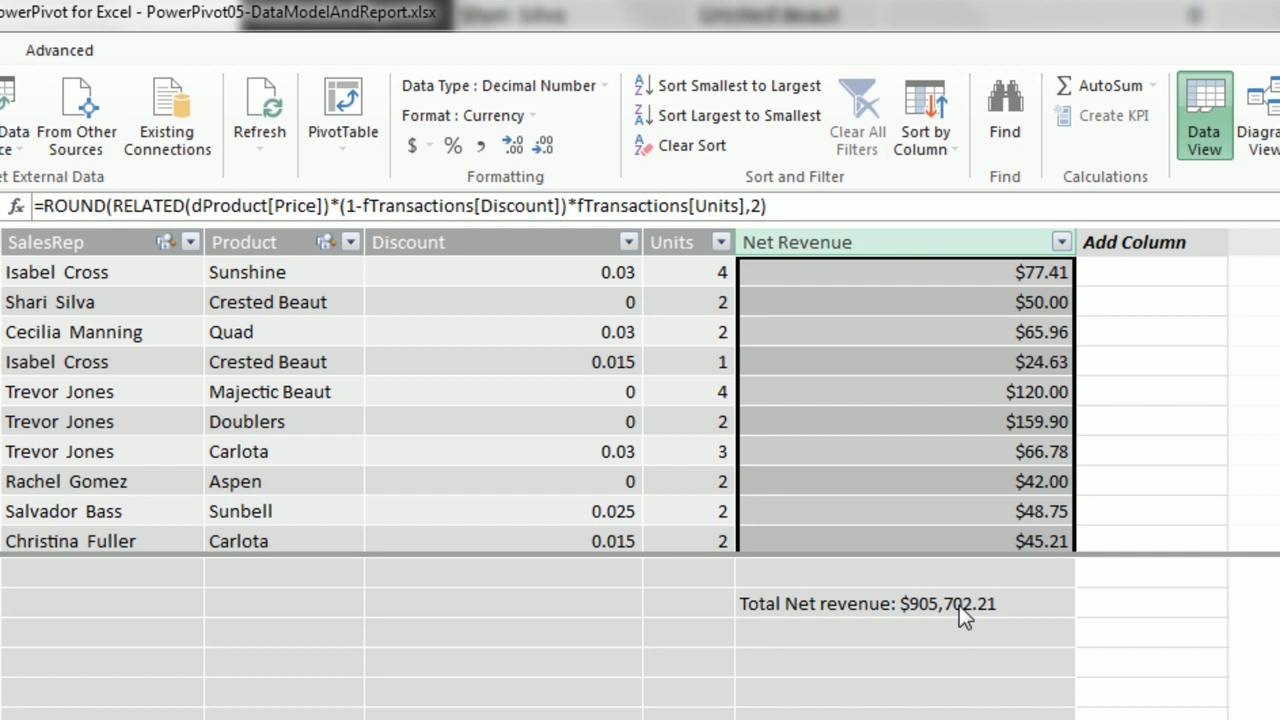 owerPivot for Excel - PowerPivot05-DataModelAndReport.xlsx
Advanced
Data From Other Existing Refresh PivotTable Data Type : Decimal Number Sort Smallest to Largest Clear All Sort by Find AutoSum Data
Sources Connections Format : Currency Sort Largest to Smallest Filters Column Create KPI View View
$ % , .00 .00 Clear Sort
Formatting Sort and Filter Find Calculations
et External Data
fx =ROUND(RELATED(dProduct[Price])*(1-fTransactions[Discount])*fTransactions[Units],2)
SalesRep Product Discount Units Net Revenue Add Column
Isabel Cross Sunshine 0.03 4 $77.41
Shari Silva Crested Beaut 0 2 $50.00
Cecilia Manning Quad 0.03 2 $65.96
Isabel Cross Crested Beaut 0.015 1 $24.63
Trevor Jones Majectic Beaut 0 4 $120.00
Trevor Jones Doublers 0 2 $159.90
Trevor Jones Carlota 0.03 3 $66.78
Rachel Gomez Aspen 0 2 $42.00
Salvador Bass Sunbell 0.025 2 $48.75
Christina Fuller Carlota 0.015 2 $45.21
Total Net revenue: $905,702.21